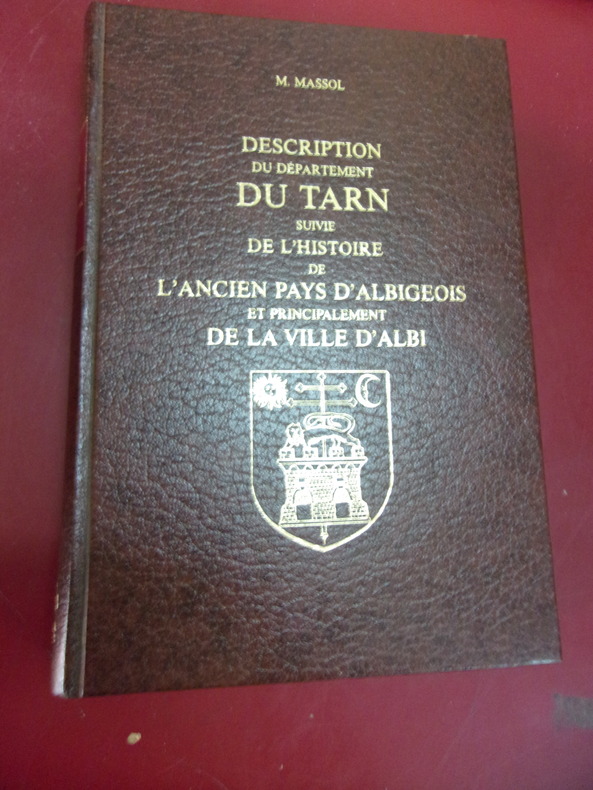 M. MASSOL
DESCRIPTION
DU DÉPARTEMENT
DU TARN
SUIVIE
DE L'HISTOIRE
DE
L'ANCIEN PAYS D'ALBIGEOIS
ET PRINCIPALEMENT
DE LA VILLE D'ALBI